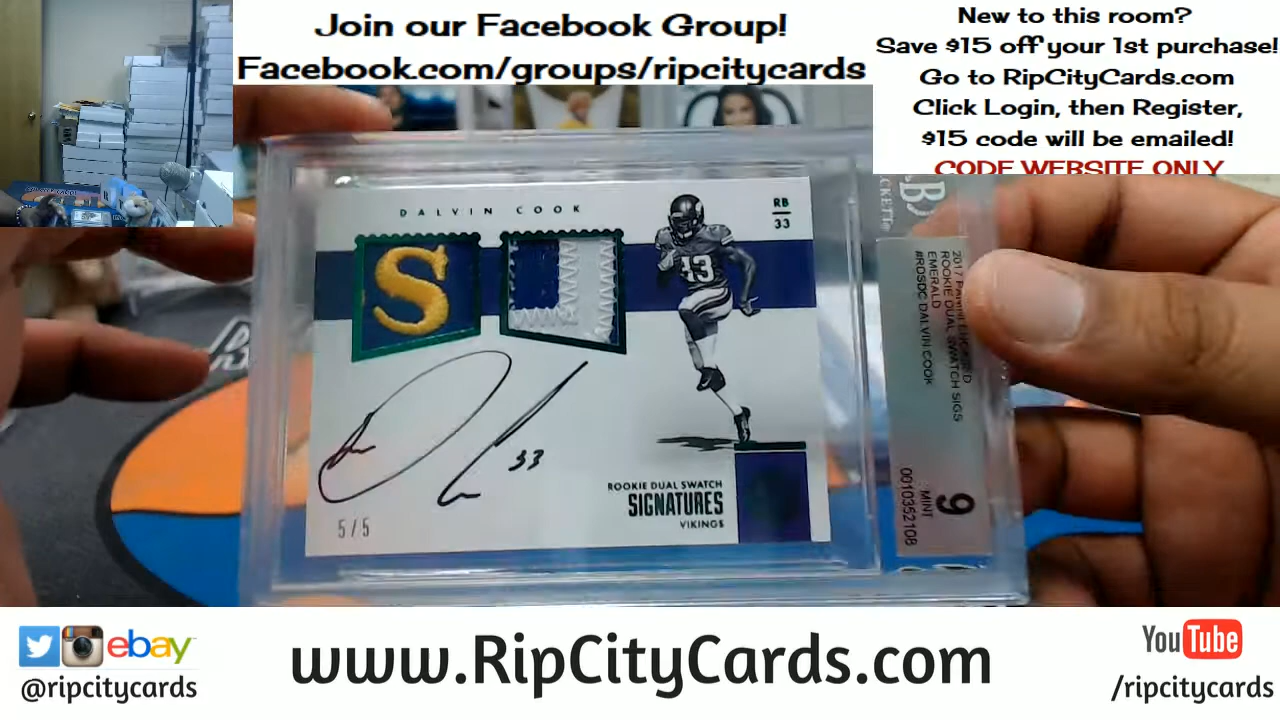 Join our Facebook Group!
Facebook.com/groups/ripcitycards
New to this room?
Save $15 off your 1st purchase!
Go to RipCityCards.com
Click Login, then Register,
$15 code will be emailed!
CODE WEBSITE ONLY
DALVIN COOK
RB
33
S
33
33
5/5
ROOKIE DUAL SWATCH
SIGNATURES
VIKINGS
2017
ROOKIE DUAL SWATCH SIGS
EMERALD
#RDSDC DALVIN COOK
9
MINT
0010352108
ebay
@ripcitycards
www.RipCityCards.com
YouTube
/ripcitycards